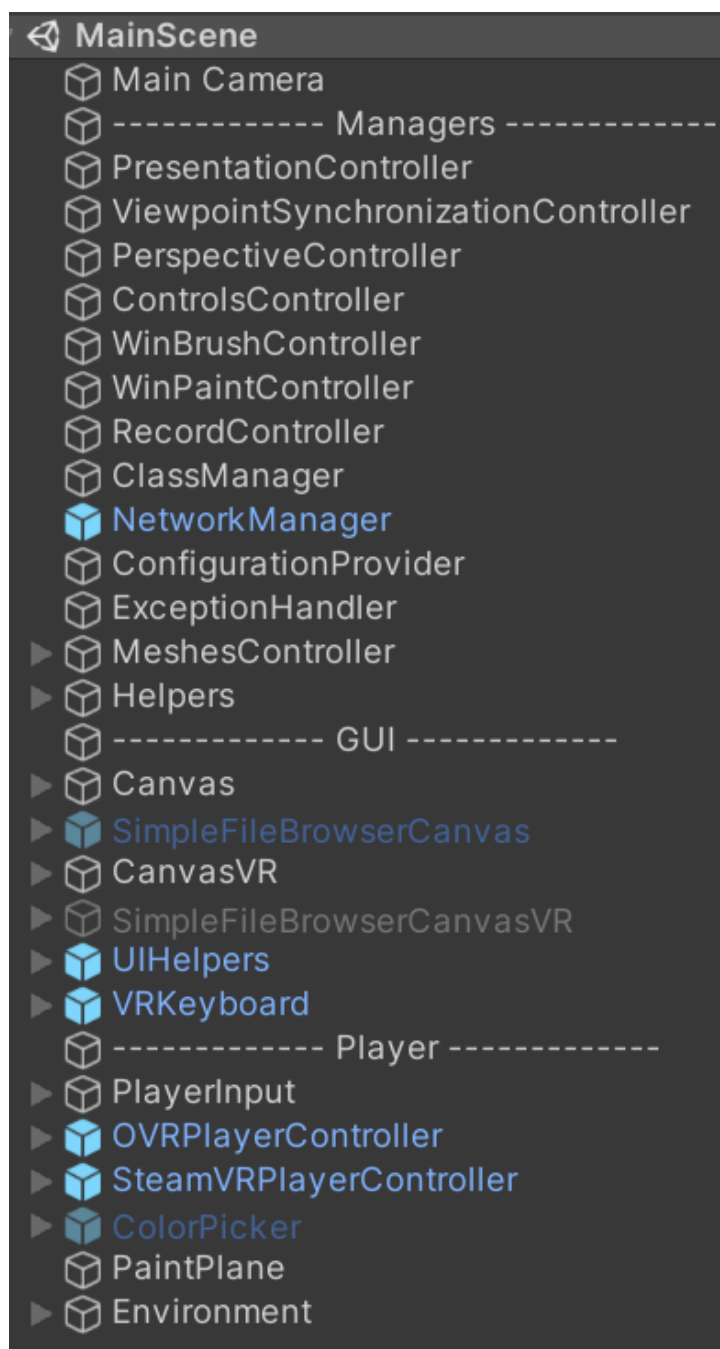 MainScene
Main Camera
------------- Managers -------------
PresentationController
ViewpointSynchronizationController
PerspectiveController
ControlsController
WinBrushController
WinPaintController
RecordController
ClassManager
NetworkManager
ConfigurationProvider
ExceptionHandler
MeshesController
Helpers
------------- GUI -------------
Canvas
SimpleFileBrowserCanvas
CanvasVR
SimpleFileBrowserCanvasVR
UIHelpers
VRKeyboard
------------- Player -------------
PlayerInput
OVRPlayerController
SteamVRPlayerController
ColorPicker
PaintPlane
Environment